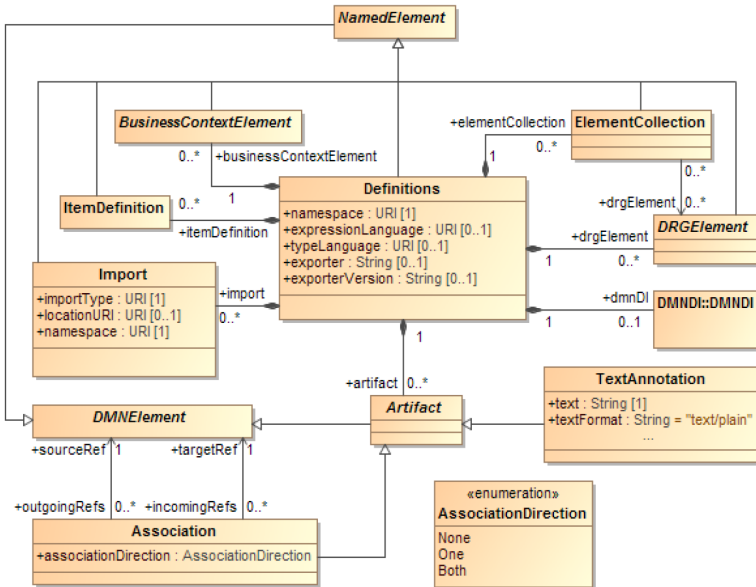 NamedElement
BusinessContextElement
0..*
+businessContextElement
1
+elementCollection
1
0..*
ElementCollection
0..*
+drgElement
0..*
ItemDefinition
0..*
+itemDefinition
Definitions
+namespace : URI [1]
+expressionLanguage : URI [0..1]
+typeLanguage : URI [0..1]
+exporter : String [0..1]
+exporterVersion : String [0..1]
+drgElement
1
0..*
DRGElement
Import
+importType : URI [1]
+locationURI : URI [0..1]
+namespace : URI [1]
+import
0..*
+dmnDI
1
0..1
DMNDI::DMNDI
1
+artifact
0..*
DMNElement
Artifact
TextAnnotation
+text : String [1]
+textFormat : String = "text/plain"
...
+sourceRef
1
+targetRef
1
+outgoingRefs
0..*
+incomingRefs
0..*
Association
+associationDirection : AssociationDirection
«enumeration»
AssociationDirection
None
One
Both